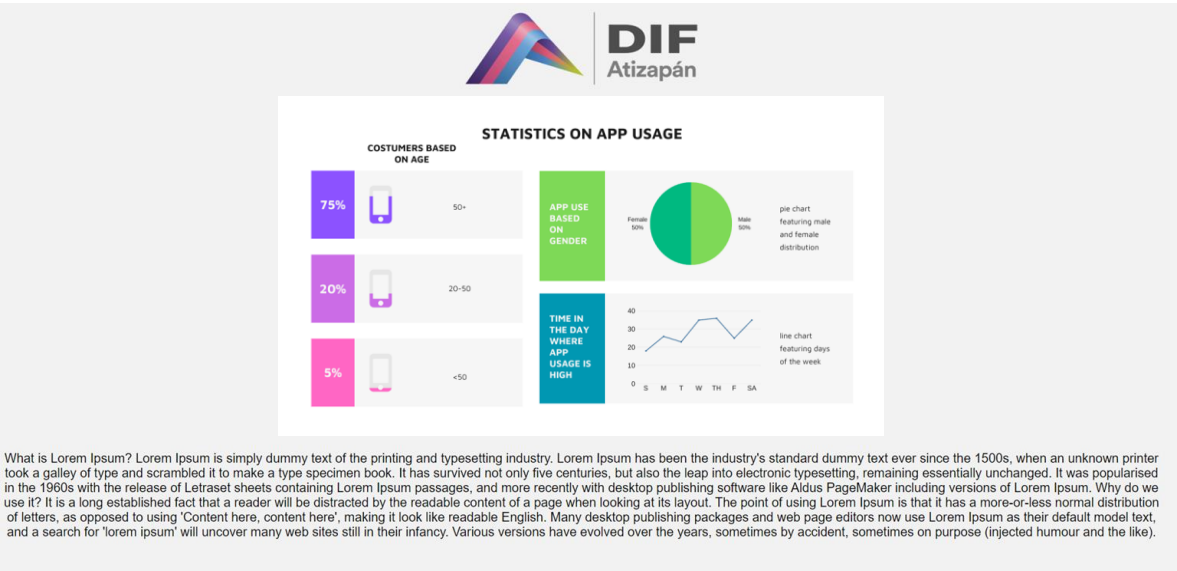 DIF
Atizapán
STATISTICS ON APP USAGE
COSTUMERS BASED
ON AGE
75%
50+
20%
20-50
5%
<50
APP USE
BASED
ON
GENDER
Female
50%
Male
50%
pie chart
featuring male
and female
distribution
TIME IN
THE DAY
WHERE
APP
USAGE IS
HIGH
40
30
20
10
0
S M T W TH F SA
line chart
featuring days
of the week
What is Lorem Ipsum? Lorem Ipsum is simply dummy text of the printing and typesetting industry. Lorem Ipsum has been the industry's standard dummy text ever since the 1500s, when an unknown printer
took a galley of type and scrambled it to make a type specimen book. It has survived not only five centuries, but also the leap into electronic typesetting, remaining essentially unchanged. It was popularised
in the 1960s with the release of Letraset sheets containing Lorem Ipsum passages, and more recently with desktop publishing software like Aldus PageMaker including versions of Lorem Ipsum. Why do we
use it? It is a long established fact that a reader will be distracted by the readable content of a page when looking at its layout. The point of using Lorem Ipsum is that it has a more-or-less normal distribution
of letters, as opposed to using 'Content here, content here', making it look like readable English. Many desktop publishing packages and web page editors now use Lorem Ipsum as their default model text,
and a search for 'lorem ipsum' will uncover many web sites still in their infancy. Various versions have evolved over the years, sometimes by accident, sometimes on purpose (injected humour and the like).